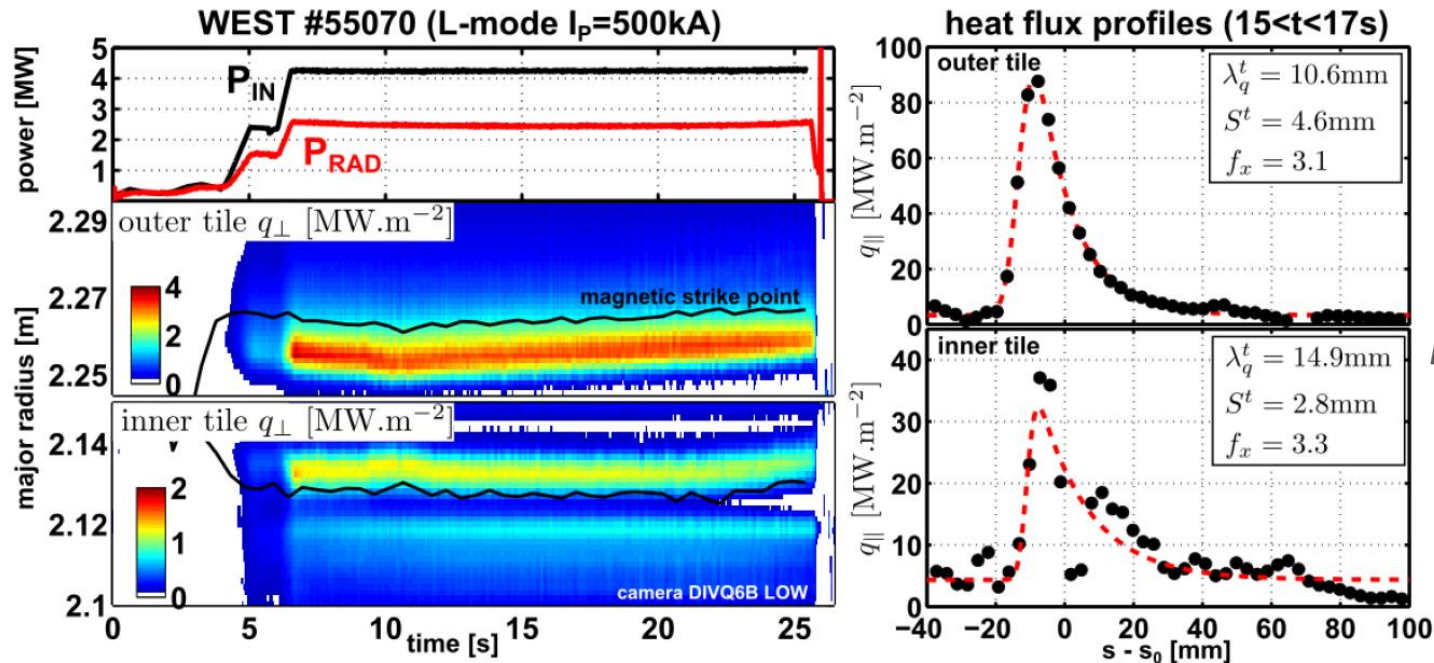 WEST #55070 (L-mode I_P=500kA)
power [MW]
5
4
3
2
1
P_IN
P_RAD
outer tile q_⊥ [MW.m⁻²]
major radius [m]
2.29
2.27
2.25
4
2
0
magnetic strike point
inner tile q_⊥ [MW.m⁻²]
2.14
2.12
2.1
2
1
0
camera DIVQ6B LOW
0 5 10 15 20 25
time [s]
heat flux profiles (15<t<17s)
q_|| [MW.m⁻²]
100
80
60
40
20
0
outer tile
λ_q^t = 10.6mm
S^t = 4.6mm
f_x = 3.1
q_|| [MW.m⁻²]
40
30
20
10
0
inner tile
λ_q^t = 14.9mm
S^t = 2.8mm
f_x = 3.3
−40 −20 0 20 40 60 80 100
s - s₀ [mm]